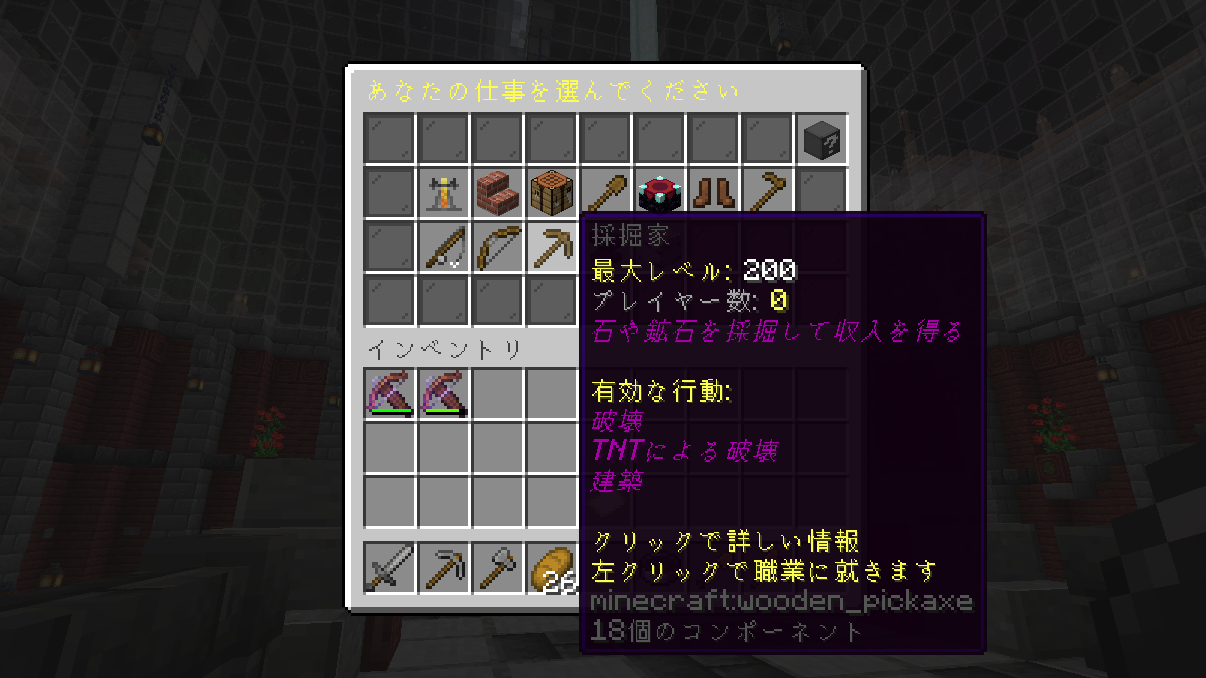 あなたの仕事を選んでください
採掘家
最大レベル: 200
プレイヤー数: 0
石や鉱石を採掘して収入を得る
インベントリ
有効な行動:
破壊
TNTによる破壊
建築
クリックで詳しい情報
左クリックで職業に就きます
26
minecraft:wooden_pickaxe
18個のコンポーネント